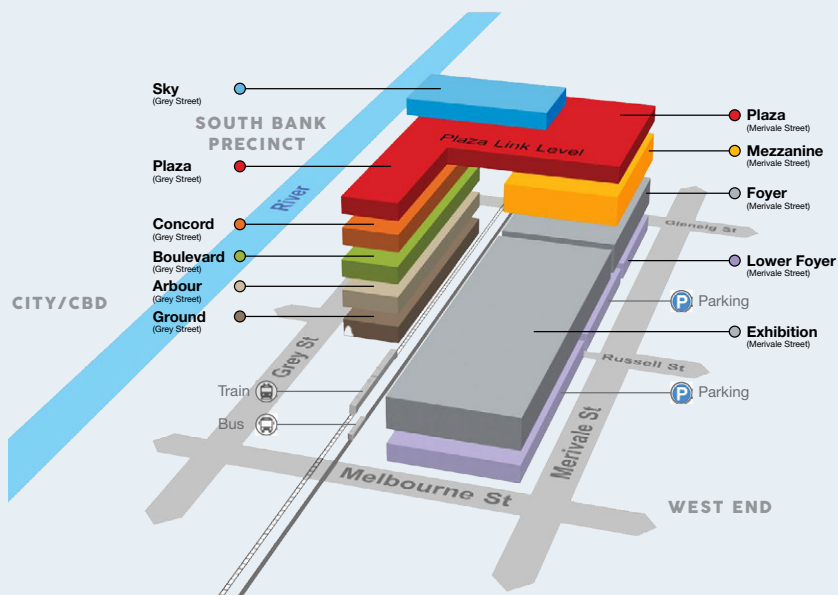 Sky
(Grey Street)
SOUTH BANK
PRECINCT
Plaza
(Grey Street)
River
Concord
(Grey Street)
Boulevard
(Grey Street)
CITY/CBD
Arbour
(Grey Street)
Ground
(Grey Street)
Grey St
Train
Bus
Plaza Link Level
Plaza
(Merivale Street)
Mezzanine
(Merivale Street)
Foyer
(Merivale Street)
Glenelg St
Lower Foyer
(Merivale Street)
P Parking
Exhibition
(Merivale Street)
Russell St
P Parking
Merivale St
Melbourne St
WEST END